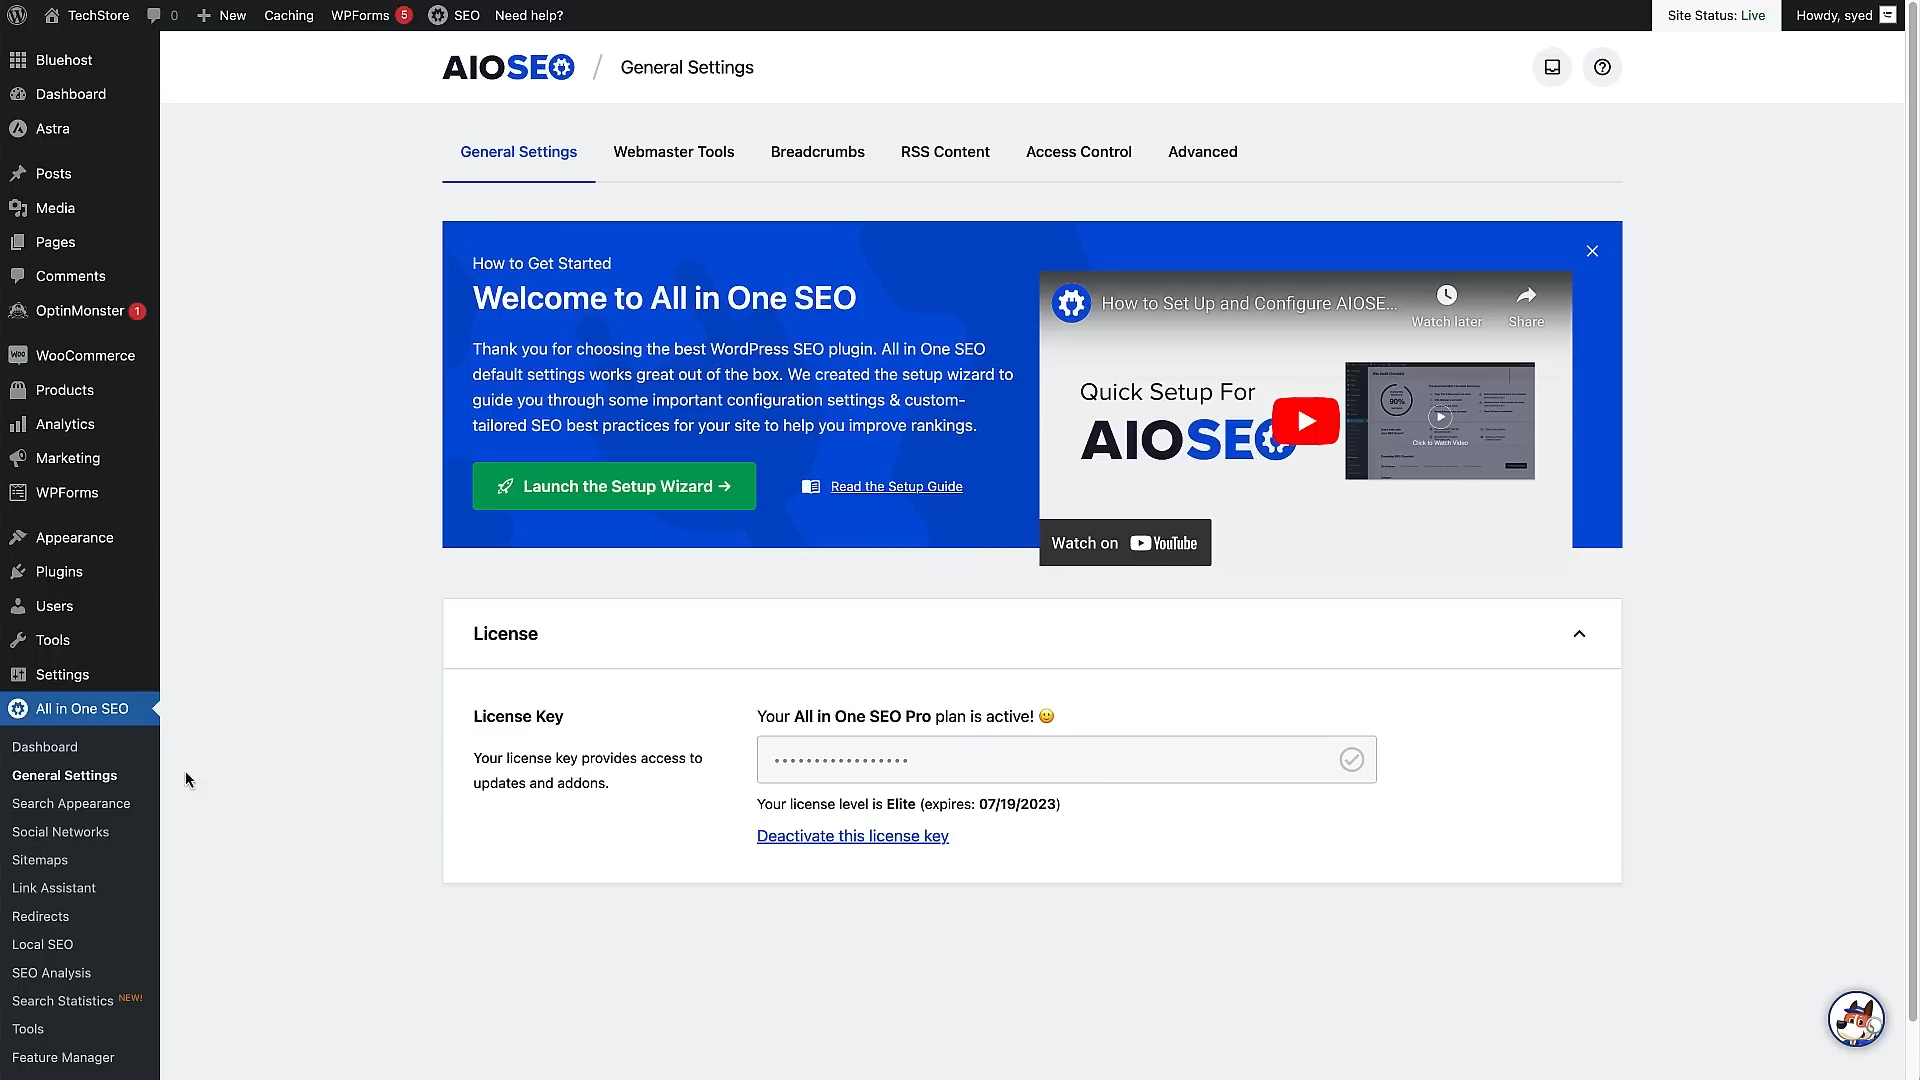 TechStore
0
New
Caching
WPForms 5
SEO
Need help?
Site Status: Live
Howdy, syed
Bluehost
Dashboard
Astra
Posts
Media
Pages
Comments
OptinMonster 1
WooCommerce
Products
Analytics
Marketing
WPForms
Appearance
Plugins
Users
Tools
Settings
All in One SEO
Dashboard
General Settings
Search Appearance
Social Networks
Sitemaps
Link Assistant
Redirects
Local SEO
SEO Analysis
Search Statistics NEW!
Tools
Feature Manager
AIOSEO / General Settings
General Settings
Webmaster Tools
Breadcrumbs
RSS Content
Access Control
Advanced
How to Get Started
Welcome to All in One SEO
Thank you for choosing the best WordPress SEO plugin. All in One SEO
default settings works great out of the box. We created the setup wizard to
guide you through some important configuration settings & custom-
tailored SEO best practices for your site to help you improve rankings.
Launch the Setup Wizard →
Read the Setup Guide
How to Set Up and Configure AIOSE...
Watch later
Share
Quick Setup For
AIOSEO
90%
Click to Watch Video
Watch on YouTube
License
License Key
Your license key provides access to
updates and addons.
Your All in One SEO Pro plan is active! 🙂
•••••••••••••••••
Your license level is Elite (expires: 07/19/2023)
Deactivate this license key